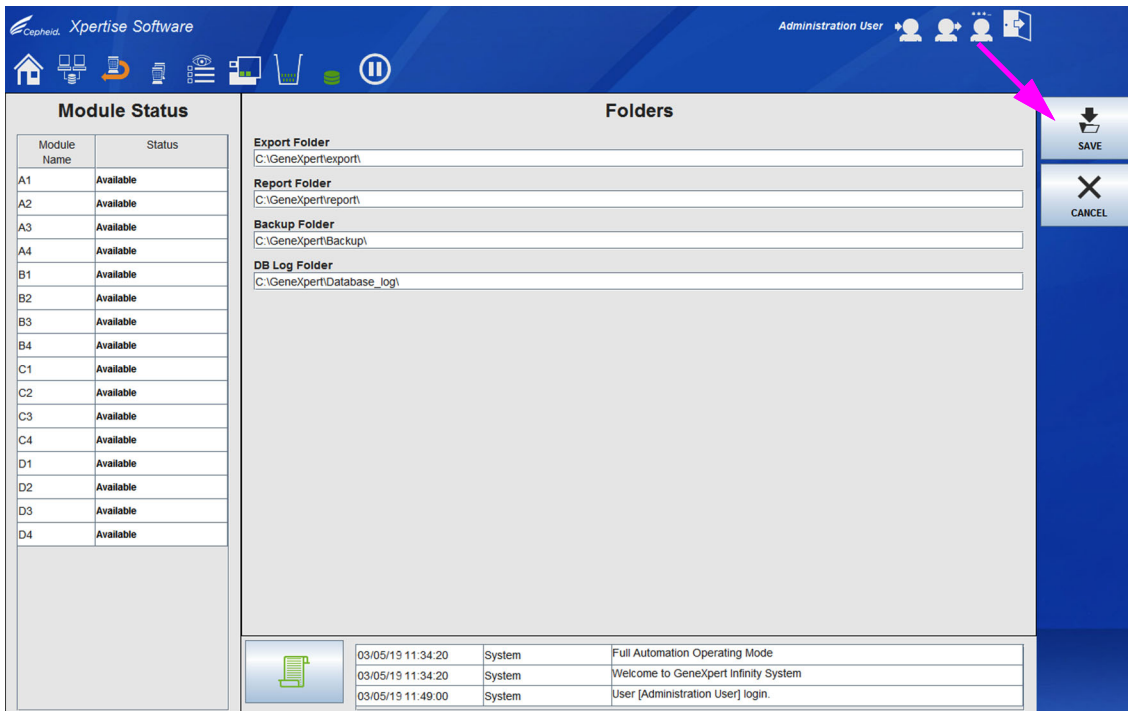 Cepheid. Xpertise Software
Administration User
Module Status
Module Name Status
A1 Available
A2 Available
A3 Available
A4 Available
B1 Available
B2 Available
B3 Available
B4 Available
C1 Available
C2 Available
C3 Available
C4 Available
D1 Available
D2 Available
D3 Available
D4 Available
Folders
Export Folder
C:\GeneXpert\export\
Report Folder
C:\GeneXpert\report\
Backup Folder
C:\GeneXpert\Backup\
DB Log Folder
C:\GeneXpert\Database_log\
SAVE
CANCEL
03/05/19 11:34:20 System Full Automation Operating Mode
03/05/19 11:34:20 System Welcome to GeneXpert Infinity System
03/05/19 11:49:00 System User [Administration User] login.